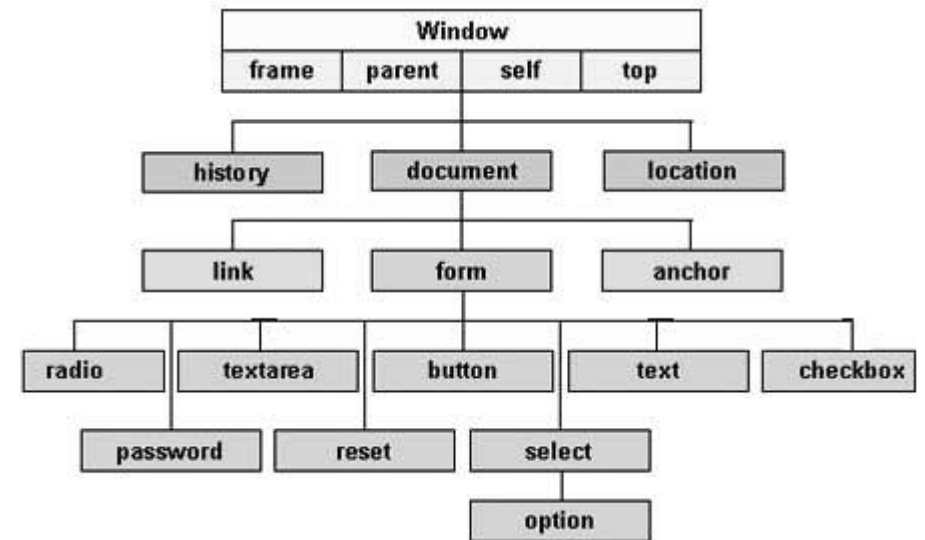 Window
frame parent self top
history document location
link form anchor
radio textarea button text checkbox
password reset select
option